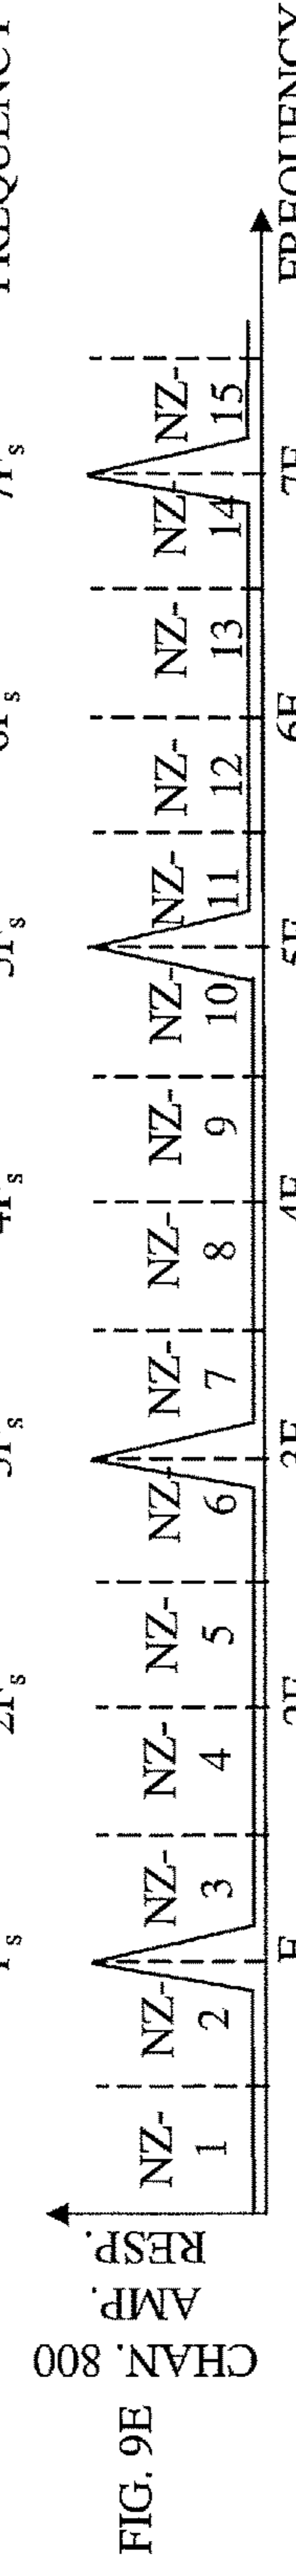 FIG. 9E
CHAN. 800
AMP.
RESP.
NZ-
1
NZ-
2
NZ-
3
NZ-
4
NZ-
5
NZ-
6
NZ-
7
NZ-
8
NZ-
9
NZ-
10
NZ-
11
NZ-
12
NZ-
13
NZ-
14
NZ-
15
FREQUENCY